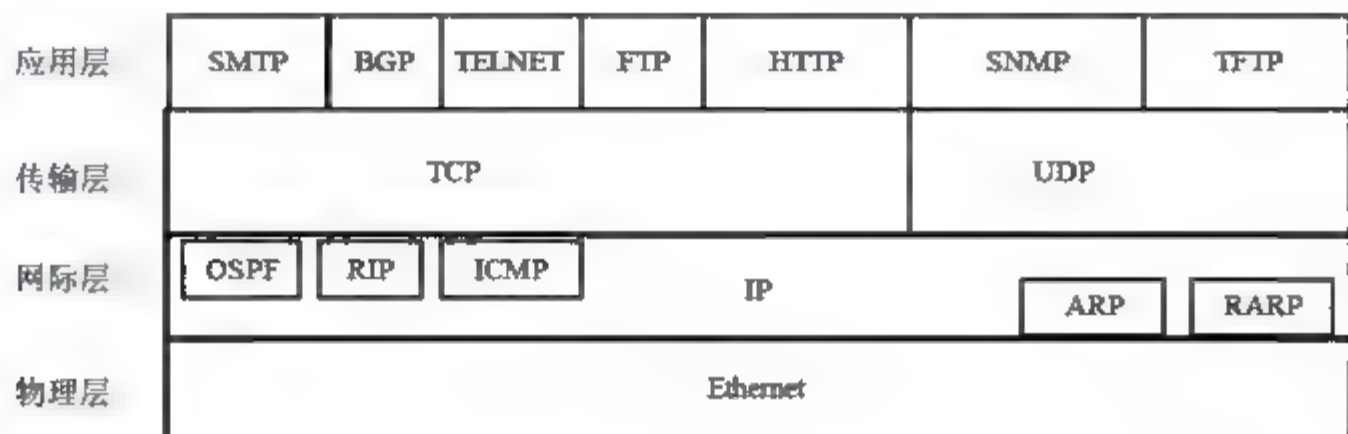 应用层 SMTP BGP TELNET FTP HTTP SNMP TFTP
传输层 TCP UDP
网际层 OSPF RIP ICMP IP ARP RARP
物理层 Ethernet